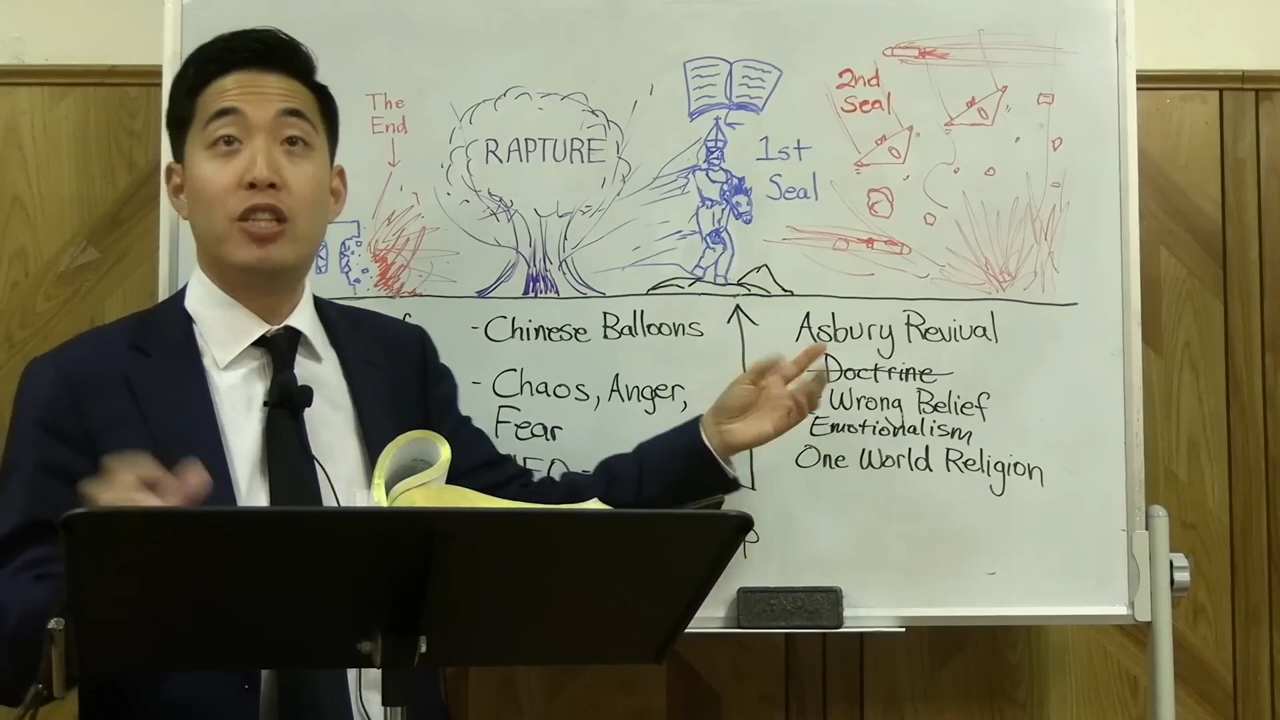 The
End
RAPTURE
1st
Seal
2nd
Seal
- Chinese Balloons
- Chaos, Anger,
Fear
Asbury Revival
- Doctrine
Wrong Belief
Emotionalism
One World Religion